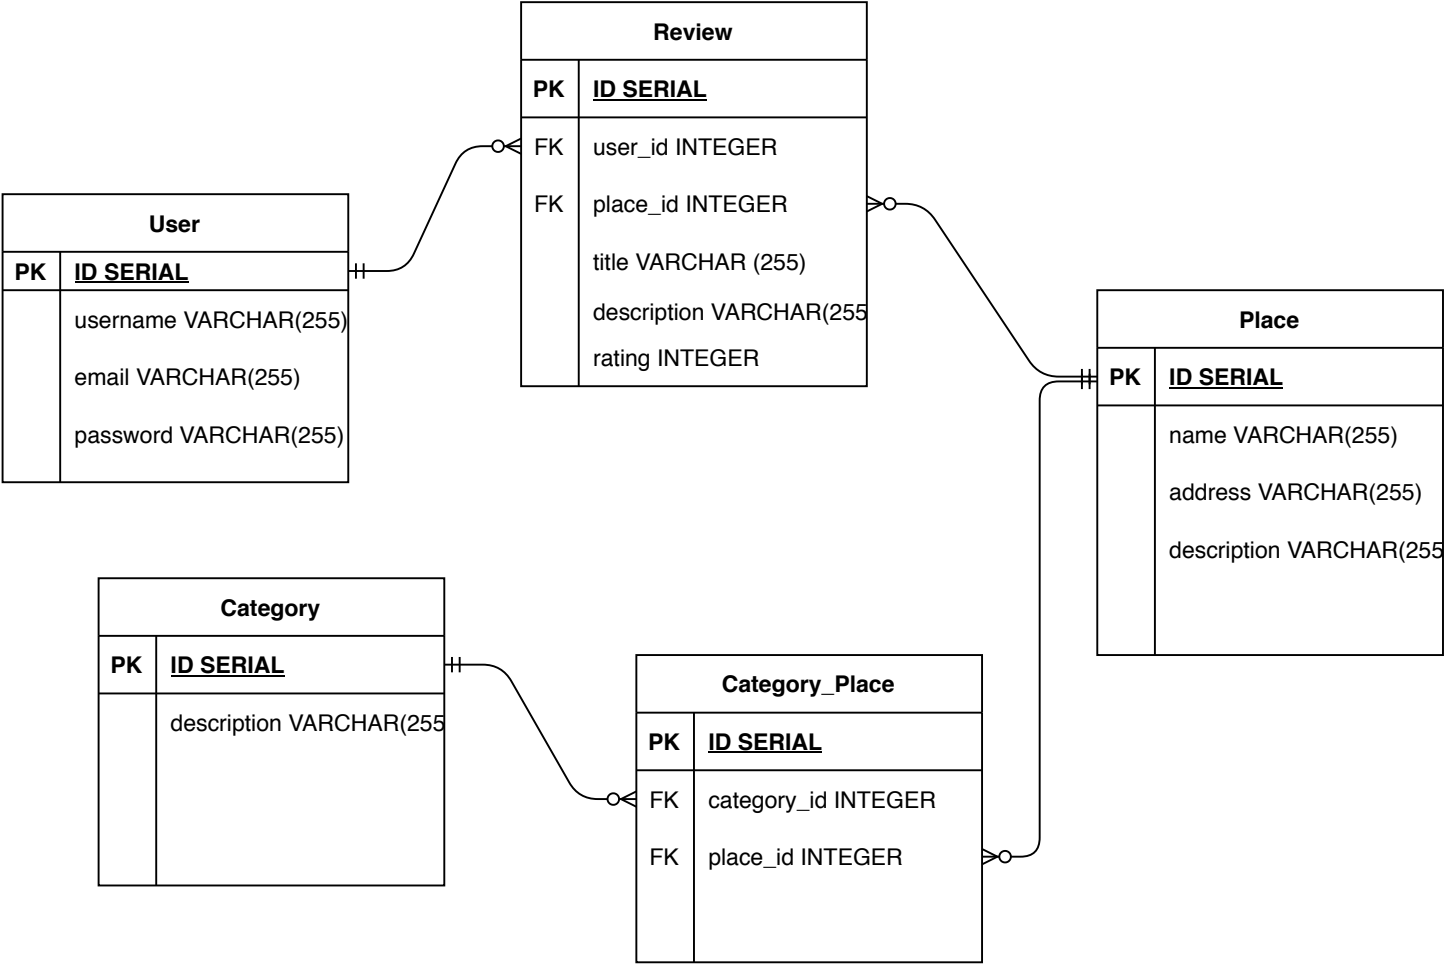 Review
PK ID SERIAL
FK user_id INTEGER
FK place_id INTEGER
title VARCHAR (255)
description VARCHAR(255
rating INTEGER
User
PK ID SERIAL
username VARCHAR(255)
email VARCHAR(255)
password VARCHAR(255)
Place
PK ID SERIAL
name VARCHAR(255)
address VARCHAR(255)
description VARCHAR(255
Category
PK ID SERIAL
description VARCHAR(255
Category_Place
PK ID SERIAL
FK category_id INTEGER
FK place_id INTEGER